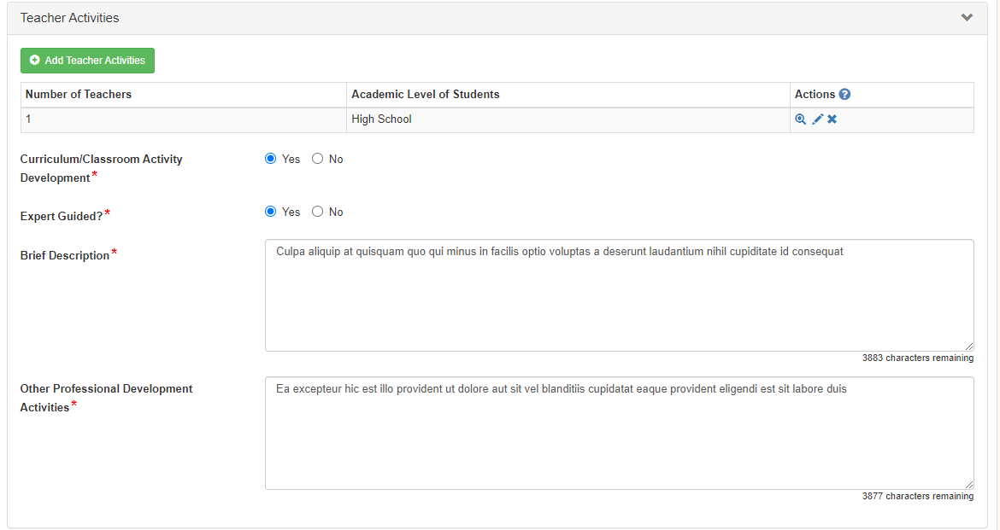 Teacher Activities
Add Teacher Activities
Number of Teachers Academic Level of Students Actions
1 High School
Curriculum/Classroom Activity Development* Yes No
Expert Guided?* Yes No
Brief Description* Culpa aliquip at quisquam quo qui minus in facilis optio voluptas a deserunt laudantium nihil cupiditate id consequat
3883 characters remaining
Other Professional Development Activities* Ea excepteur hic est illo provident ut dolore aut sit vel blanditiis cupidatat eaque provident eligendi est sit labore duis
3877 characters remaining